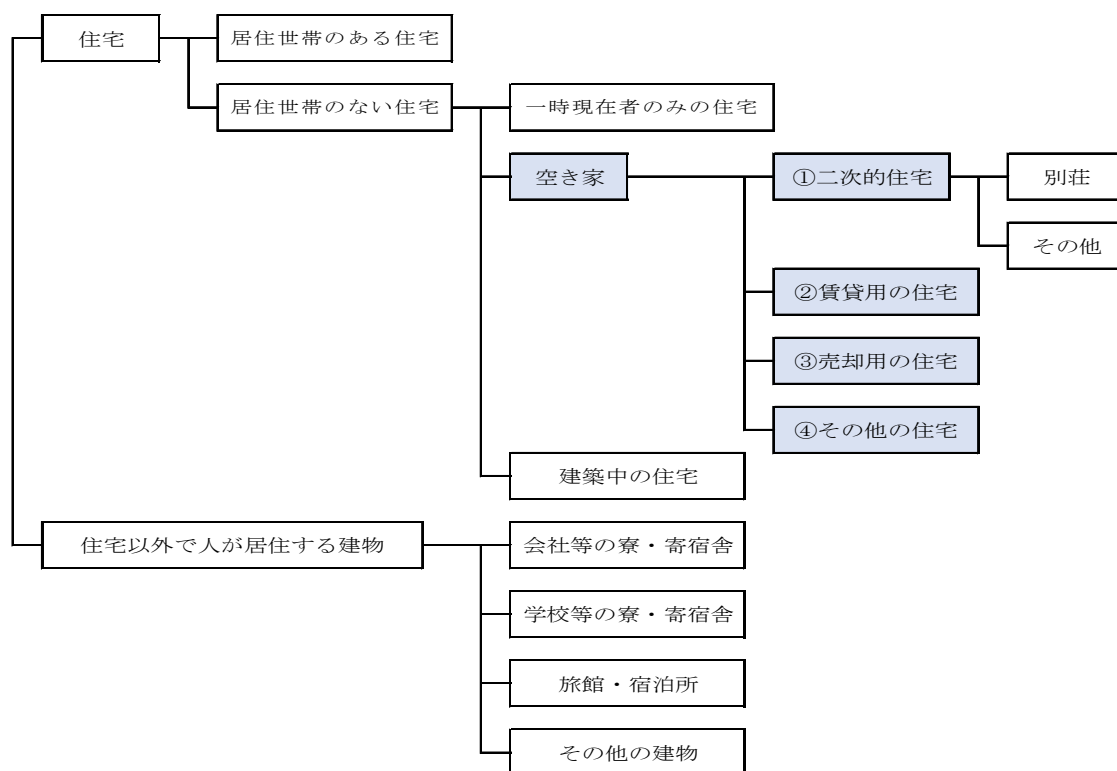 住宅
居住世帯のある住宅
居住世帯のない住宅
一時現在者のみの住宅
空き家
①二次的住宅
別荘
その他
②賃貸用の住宅
③売却用の住宅
④その他の住宅
建築中の住宅
住宅以外で人が居住する建物
会社等の寮・寄宿舎
学校等の寮・寄宿舎
旅館・宿泊所
その他の建物